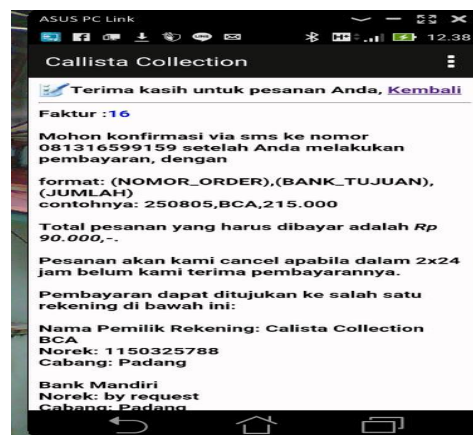 ASUS PC Link
12.38
Callista Collection
Terima kasih untuk pesanan Anda, Kembali
Faktur :16
Mohon konfirmasi via sms ke nomor
081316599159 setelah Anda melakukan
pembayaran, dengan
format: (NOMOR_ORDER),(BANK_TUJUAN),
(JUMLAH)
contohnya: 250805,BCA,215.000
Total pesanan yang harus dibayar adalah Rp
90.000,-.
Pesanan akan kami cancel apabila dalam 2x24
jam belum kami terima pembayarannya.
Pembayaran dapat ditujukan ke salah satu
rekening di bawah ini:
Nama Pemilik Rekening: Calista Collection
BCA
Norek: 1150325788
Cabang: Padang
Bank Mandiri
Norek: by request
Cabang: Padang